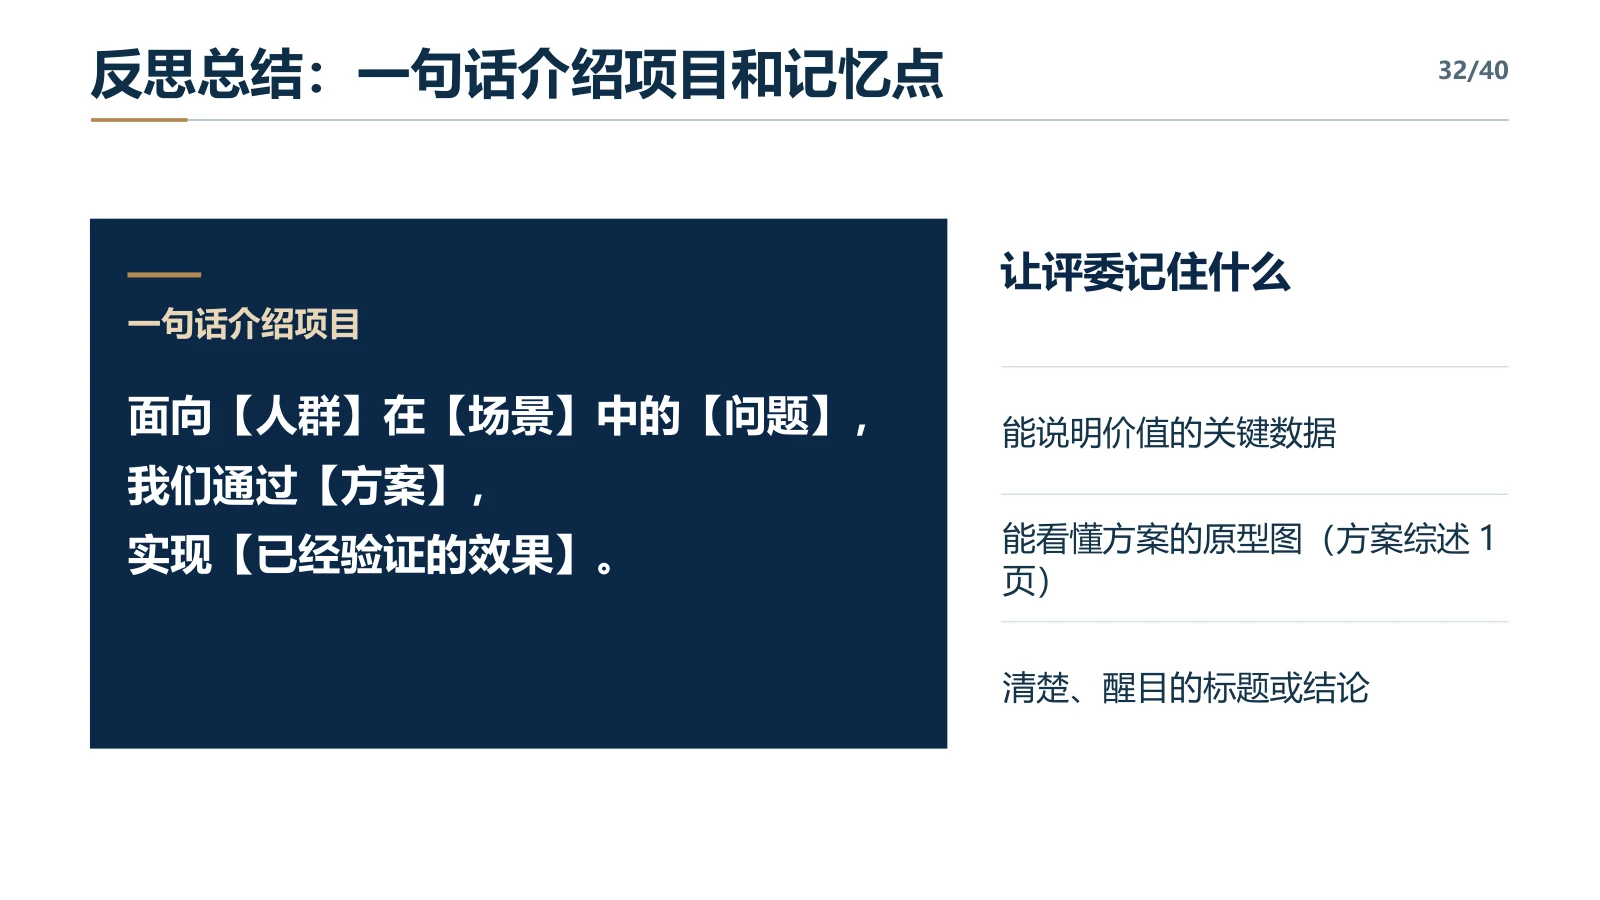 反思总结：一句话介绍项目和记忆点
32/40
一句话介绍项目
面向【人群】在【场景】中的【问题】，
我们通过【方案】，
实现【已经验证的效果】。
让评委记住什么
能说明价值的关键数据
能看懂方案的原型图（方案综述 1
页）
清楚、醒目的标题或结论